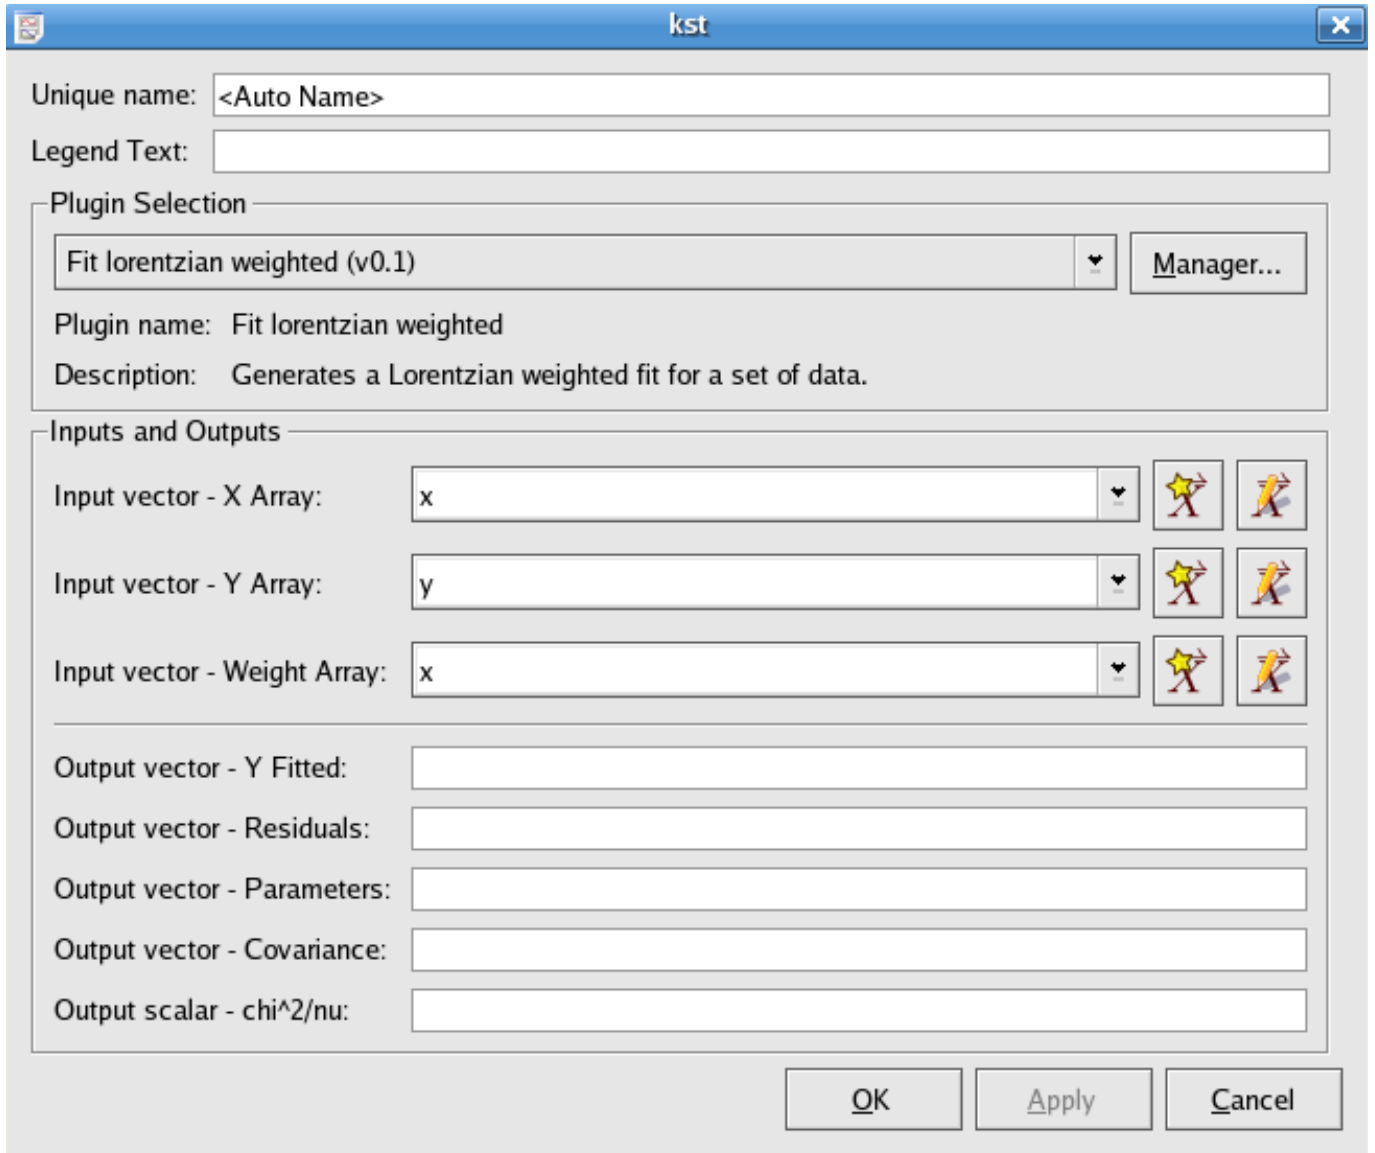 kst
Unique name: <Auto Name>
Legend Text:
Plugin Selection
Fit lorentzian weighted (v0.1)
Manager...
Plugin name: Fit lorentzian weighted
Description: Generates a Lorentzian weighted fit for a set of data.
Inputs and Outputs
Input vector - X Array: x
Input vector - Y Array: y
Input vector - Weight Array: x
Output vector - Y Fitted:
Output vector - Residuals:
Output vector - Parameters:
Output vector - Covariance:
Output scalar - chi^2/nu:
OK Apply Cancel